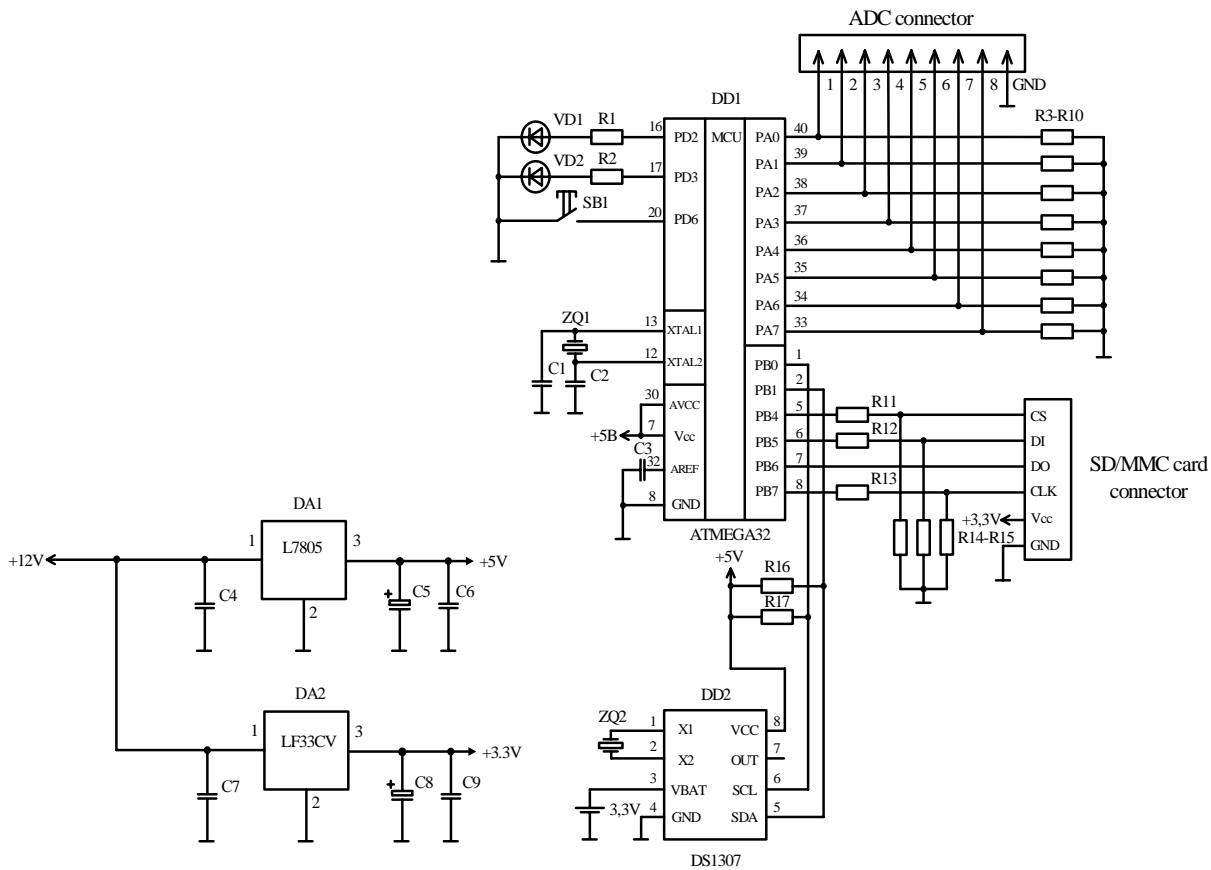 ADC connector
1 2 3 4 5 6 7 8 GND
DD1
R3-R10
VD1 R1 16 PD2 MCU PA0 40
PA1 39
VD2 R2 17 PD3 PA2 38
SB1 20 PD6 PA3 37
PA4 36
PA5 35
PA6 34
PA7 33
ZQ1 13 XTAL1
12 XTAL2
C1 C2
PB0 1
PB1 2
30 AVCC PB4 5 R11 CS
+5B 7 Vcc PB5 6 R12 DI
C3 32 AREF PB6 7 DO
8 GND PB7 8 R13 CLK
+3,3V Vcc
R14-R15 GND
SD/MMC card
connector
ATMEGA32
+5V
R16
R17
DA1
+12V 1 L7805 3 +5V
2
C4 C5 C6
+
DA2
1 LF33CV 3 +3.3V
2
C7 C8 C9
+
DD2
ZQ2 1 X1 VCC 8
2 X2 OUT 7
3 VBAT SCL 6
3,3V 4 GND SDA 5
DS1307